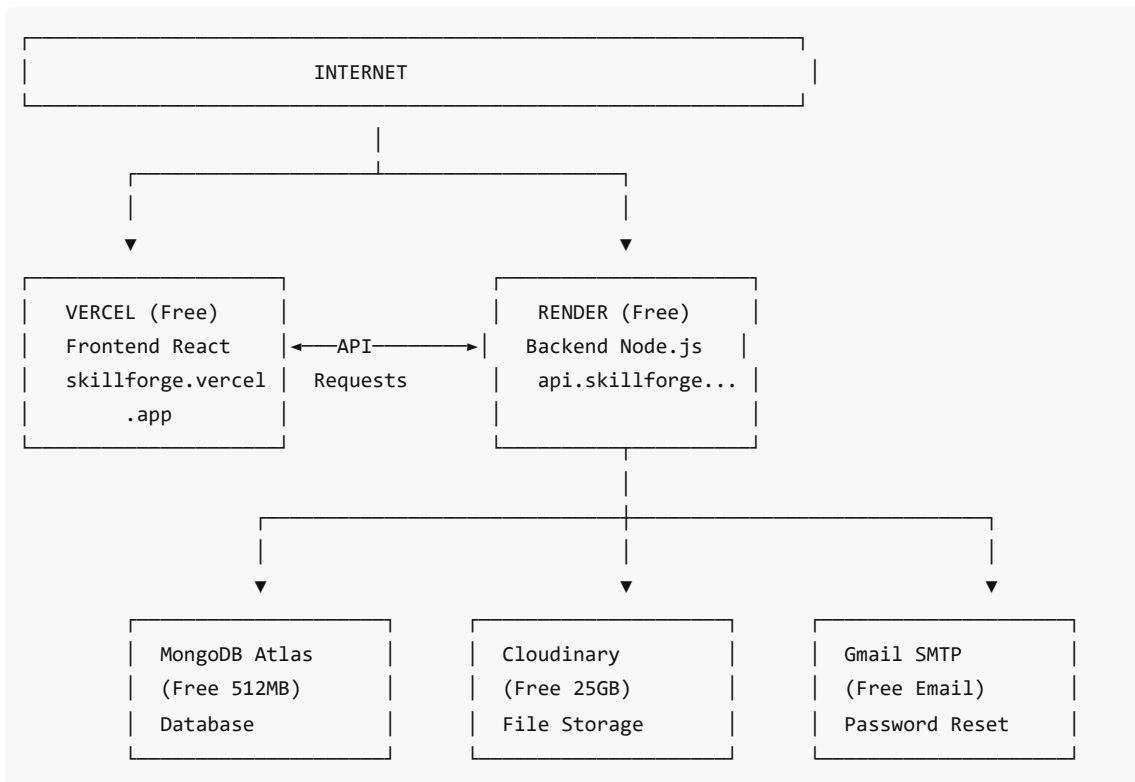 INTERNET
VERCEL (Free)
Frontend React
skillforge.vercel
.app
API
Requests
RENDER (Free)
Backend Node.js
api.skillforge...
MongoDB Atlas
(Free 512MB)
Database
Cloudinary
(Free 25GB)
File Storage
Gmail SMTP
(Free Email)
Password Reset